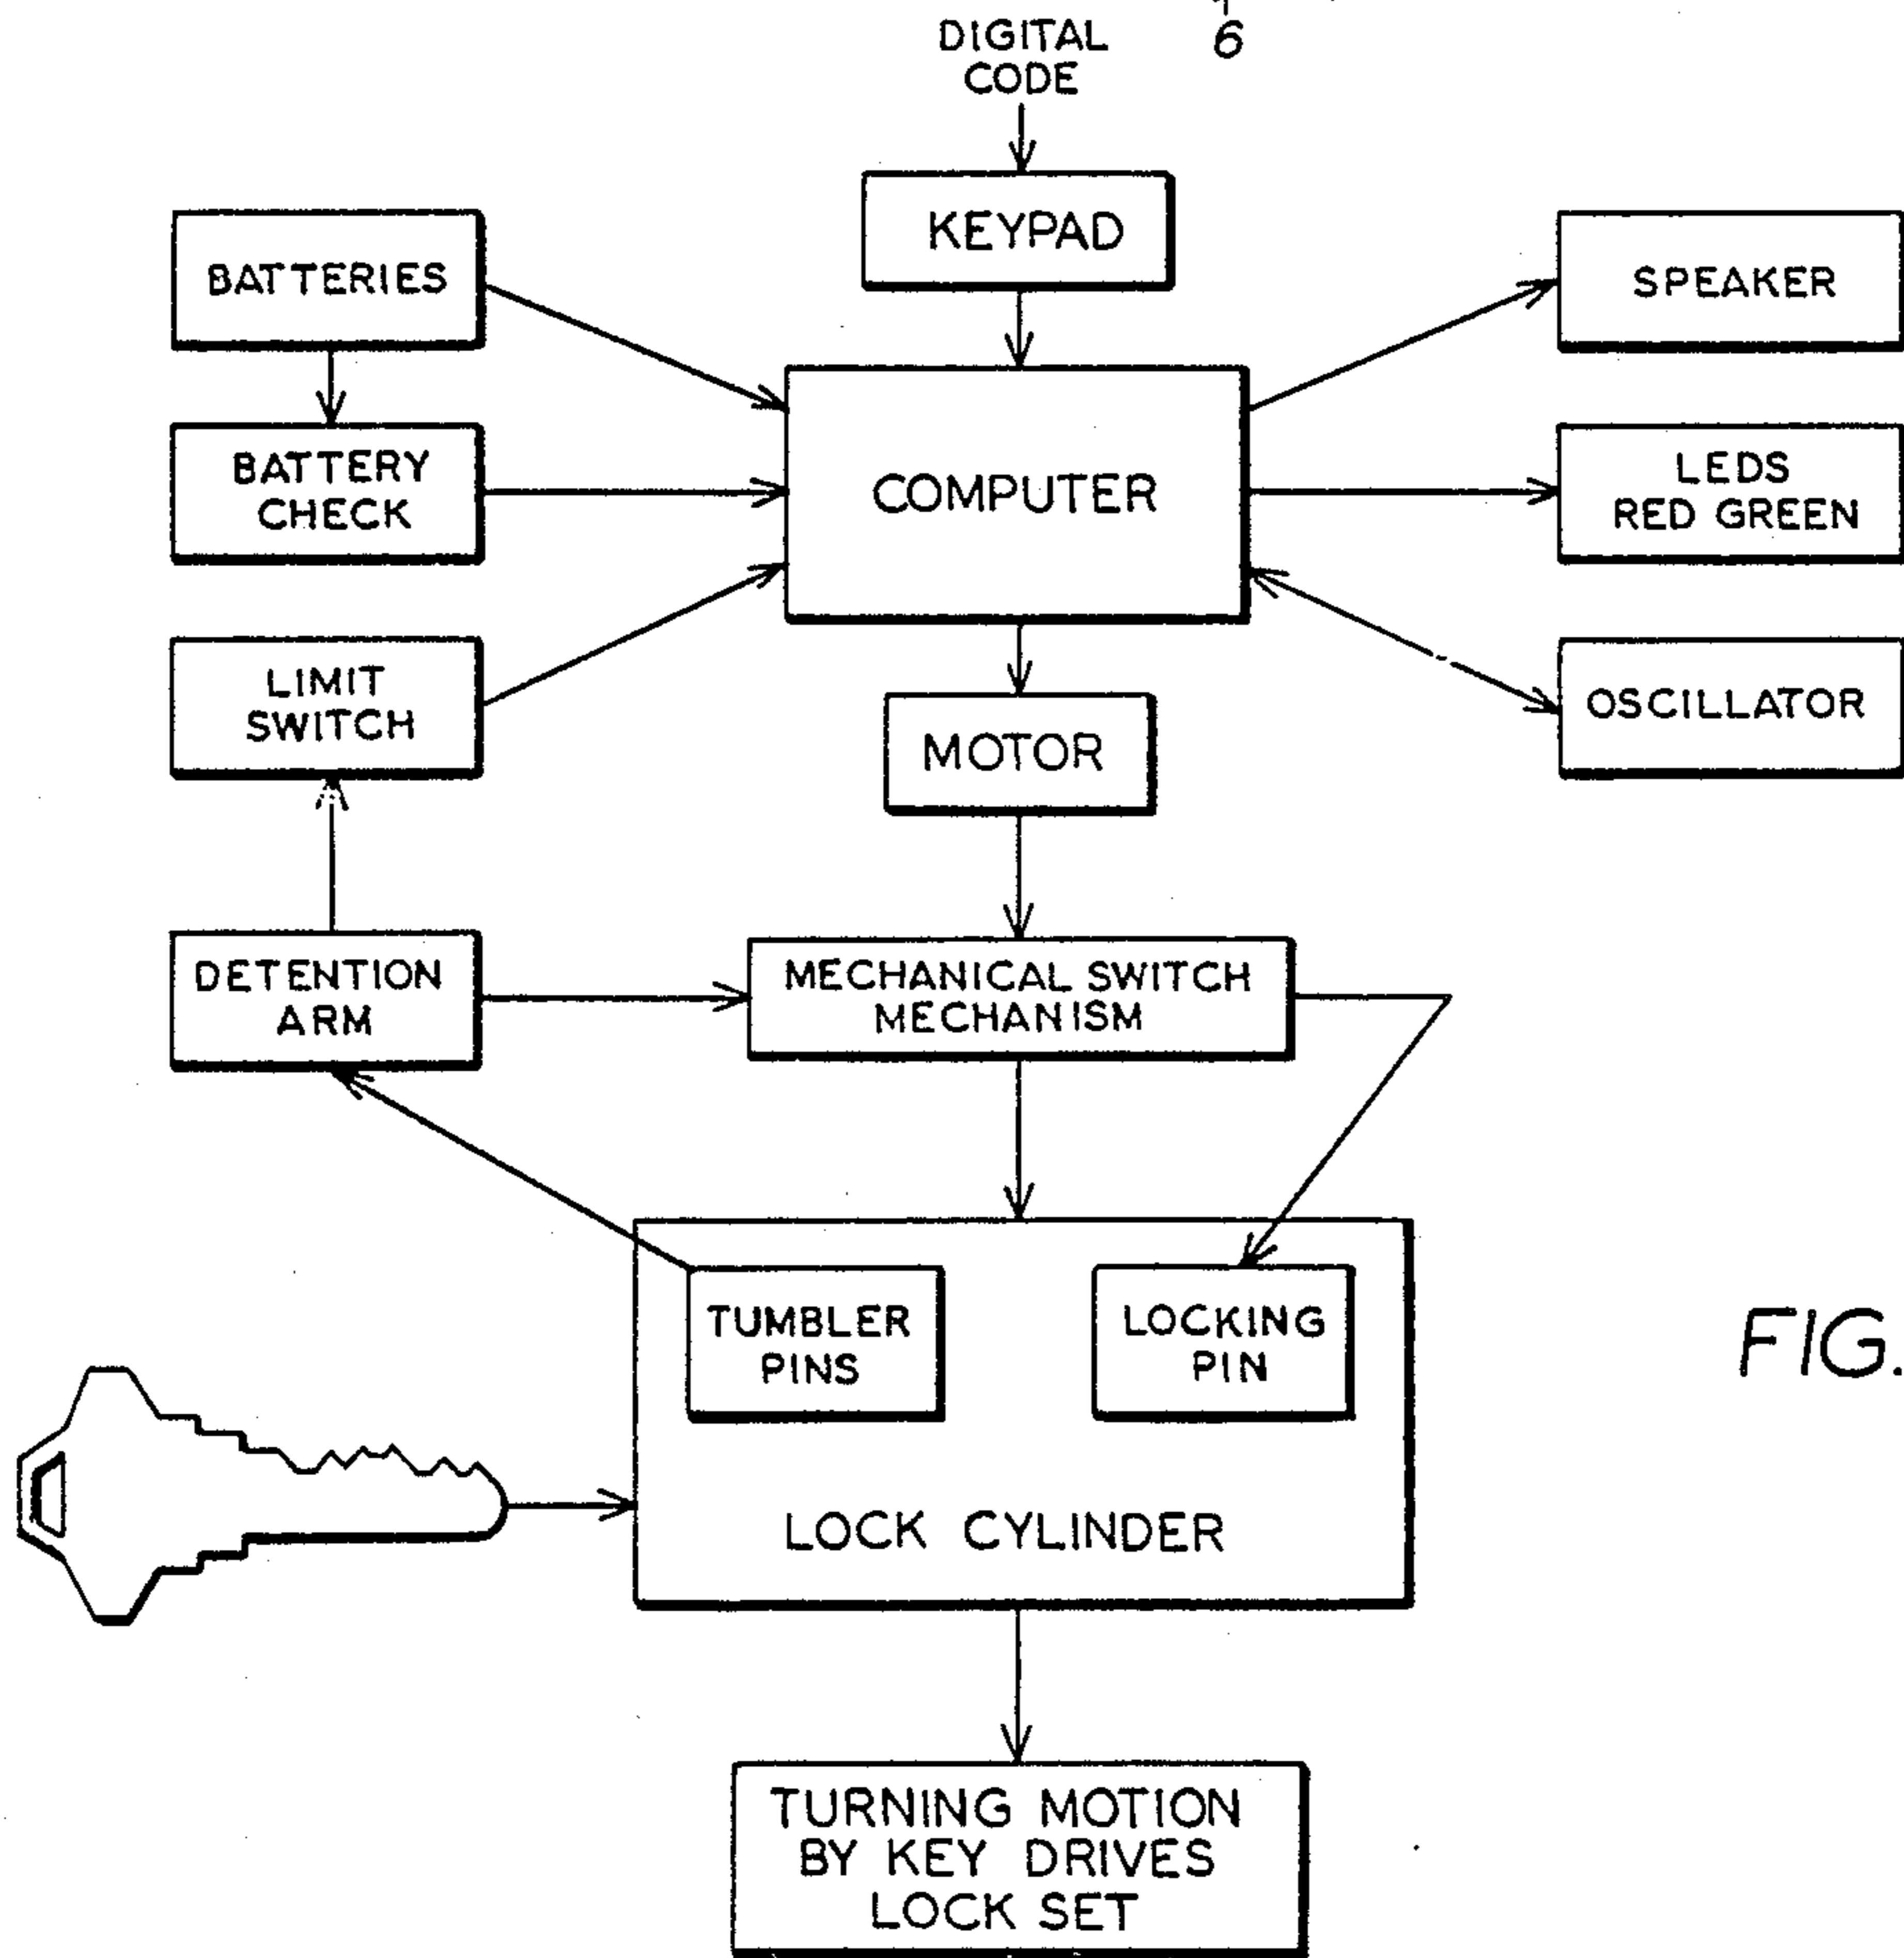 6
DIGITAL
CODE
KEYPAD
BATTERIES
SPEAKER
BATTERY
CHECK
COMPUTER
LEDS
RED GREEN
LIMIT
SWITCH
MOTOR
OSCILLATOR
DETENTION
ARM
MECHANICAL SWITCH
MECHANISM
TUMBLER
PINS
LOCKING
PIN
FIG.
LOCK CYLINDER
TURNING MOTION
BY KEY DRIVES
LOCK SET